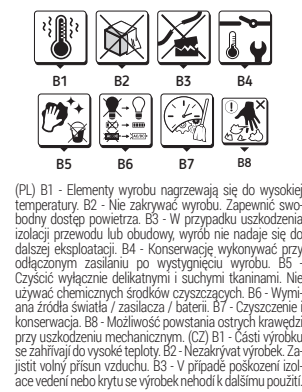 B1 B2 B3 B4
B5 B6 B7 B8
(PL) B1 - Elementy wyrobu nagrzewają się do wysokiej
temperatury. B2 - Nie zakrywać wyrobu. Zapewnić swo-
bodny dostęp powietrza. B3 - W przypadku uszkodzenia
izolacji przewodu lub obudowy, wyrób nie nadaje się do
dalszej eksploatacji. B4 - Konserwację wykonywać przy
odłączonym zasilaniu po wystygnięciu wyrobu. B5 -
Czyścić wyłącznie delikatnymi i suchymi tkaninami. Nie
używać chemicznych środków czyszczących. B6 - Wymi-
ana źródła światła / zasilacza / baterii. B7 - Czyszczenie i
konserwacja. B8 - Możliwość powstania ostrych krawędzi
przy uszkodzeniu mechanicznym. (CZ) B1 - Části výrobku
se zahřívají do vysoké teploty. B2 - Nezakrývat výrobek. Za-
jistit volný přísun vzduchu. B3 - V případě poškození izol-
ace vedení nebo krytu se výrobek nehodí k dalšímu použití.